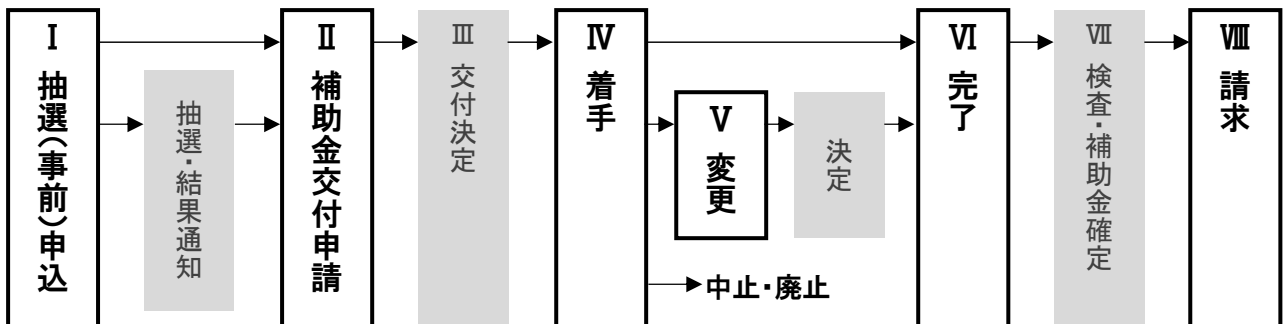 Ⅰ 抽選（事前）申込
抽選・結果通知
Ⅱ 補助金交付申請
Ⅲ 交付決定
Ⅳ 着手
Ⅴ 変更
決定
中止・廃止
Ⅵ 完了
Ⅶ 検査・補助金確定
Ⅷ 請求